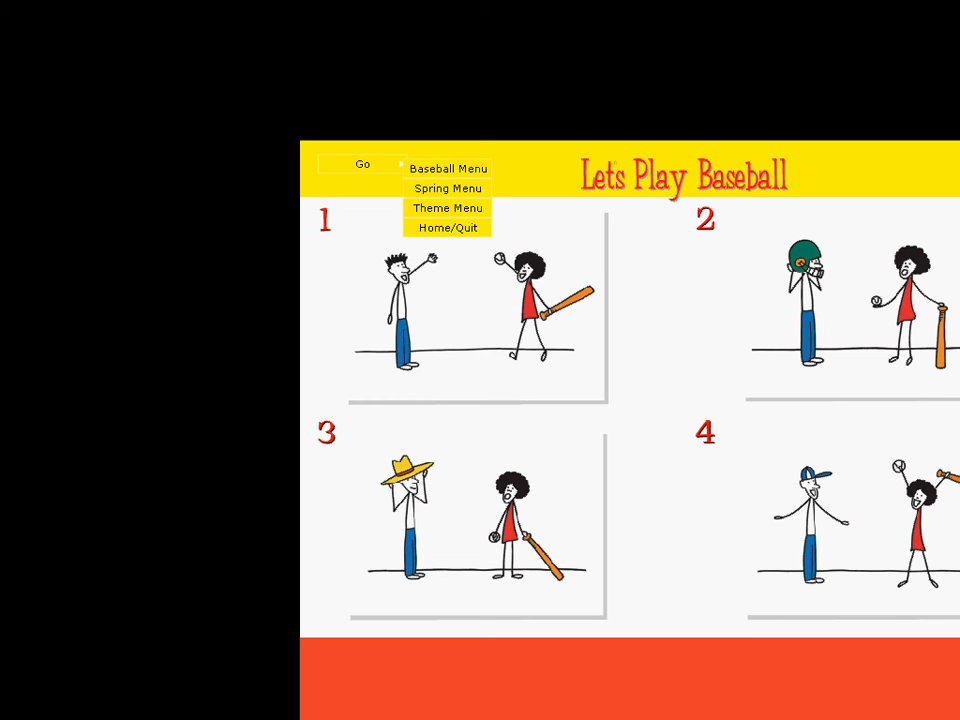 Go
Baseball Menu
Spring Menu
Theme Menu
Home/Quit
Let's Play Baseball
1
2
3
4